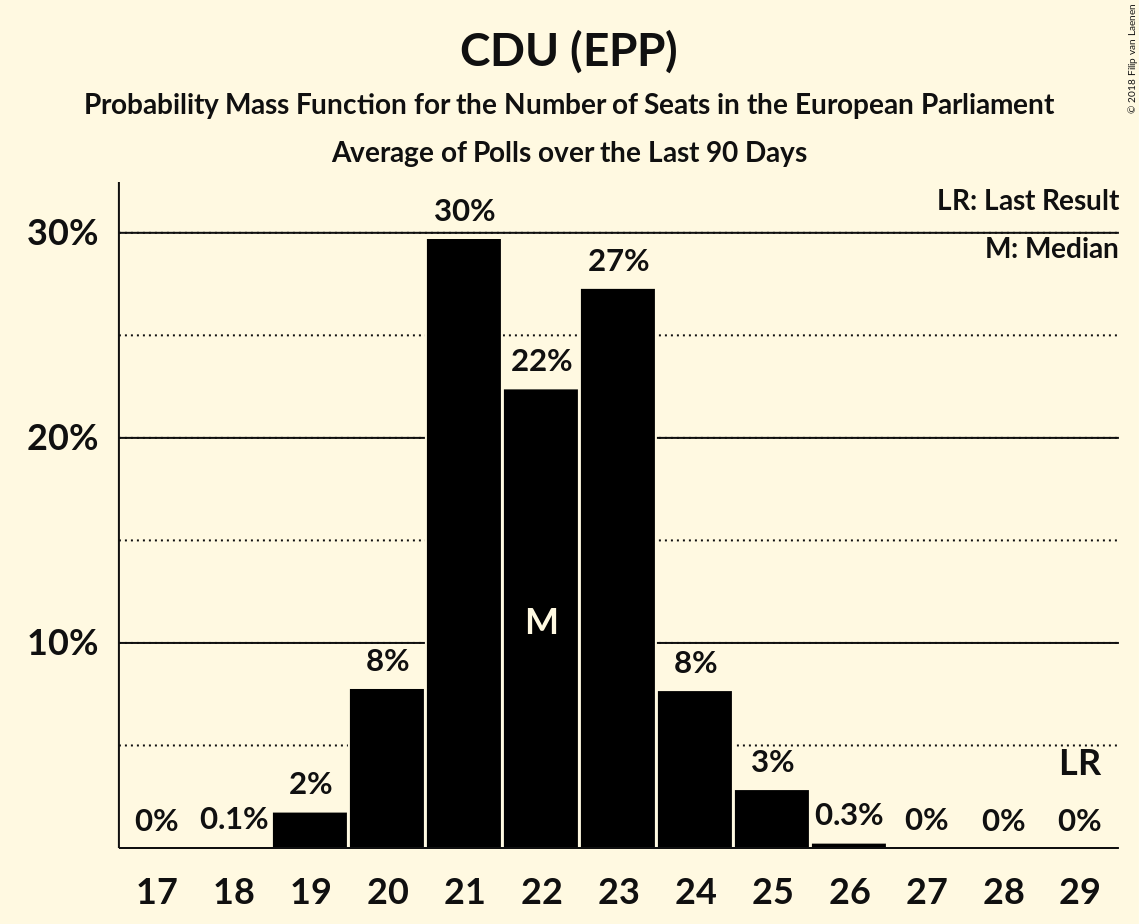 CDU (EPP)
Probability Mass Function for the Number of Seats in the European Parliament
Average of Polls over the Last 90 Days
© 2018 Filip van Laenen
LR: Last Result
M: Median
30%
20%
10%
0%
0.1%
2%
8%
30%
22%
27%
8%
3%
0.3%
0%
0%
0%
M
LR
17 18 19 20 21 22 23 24 25 26 27 28 29